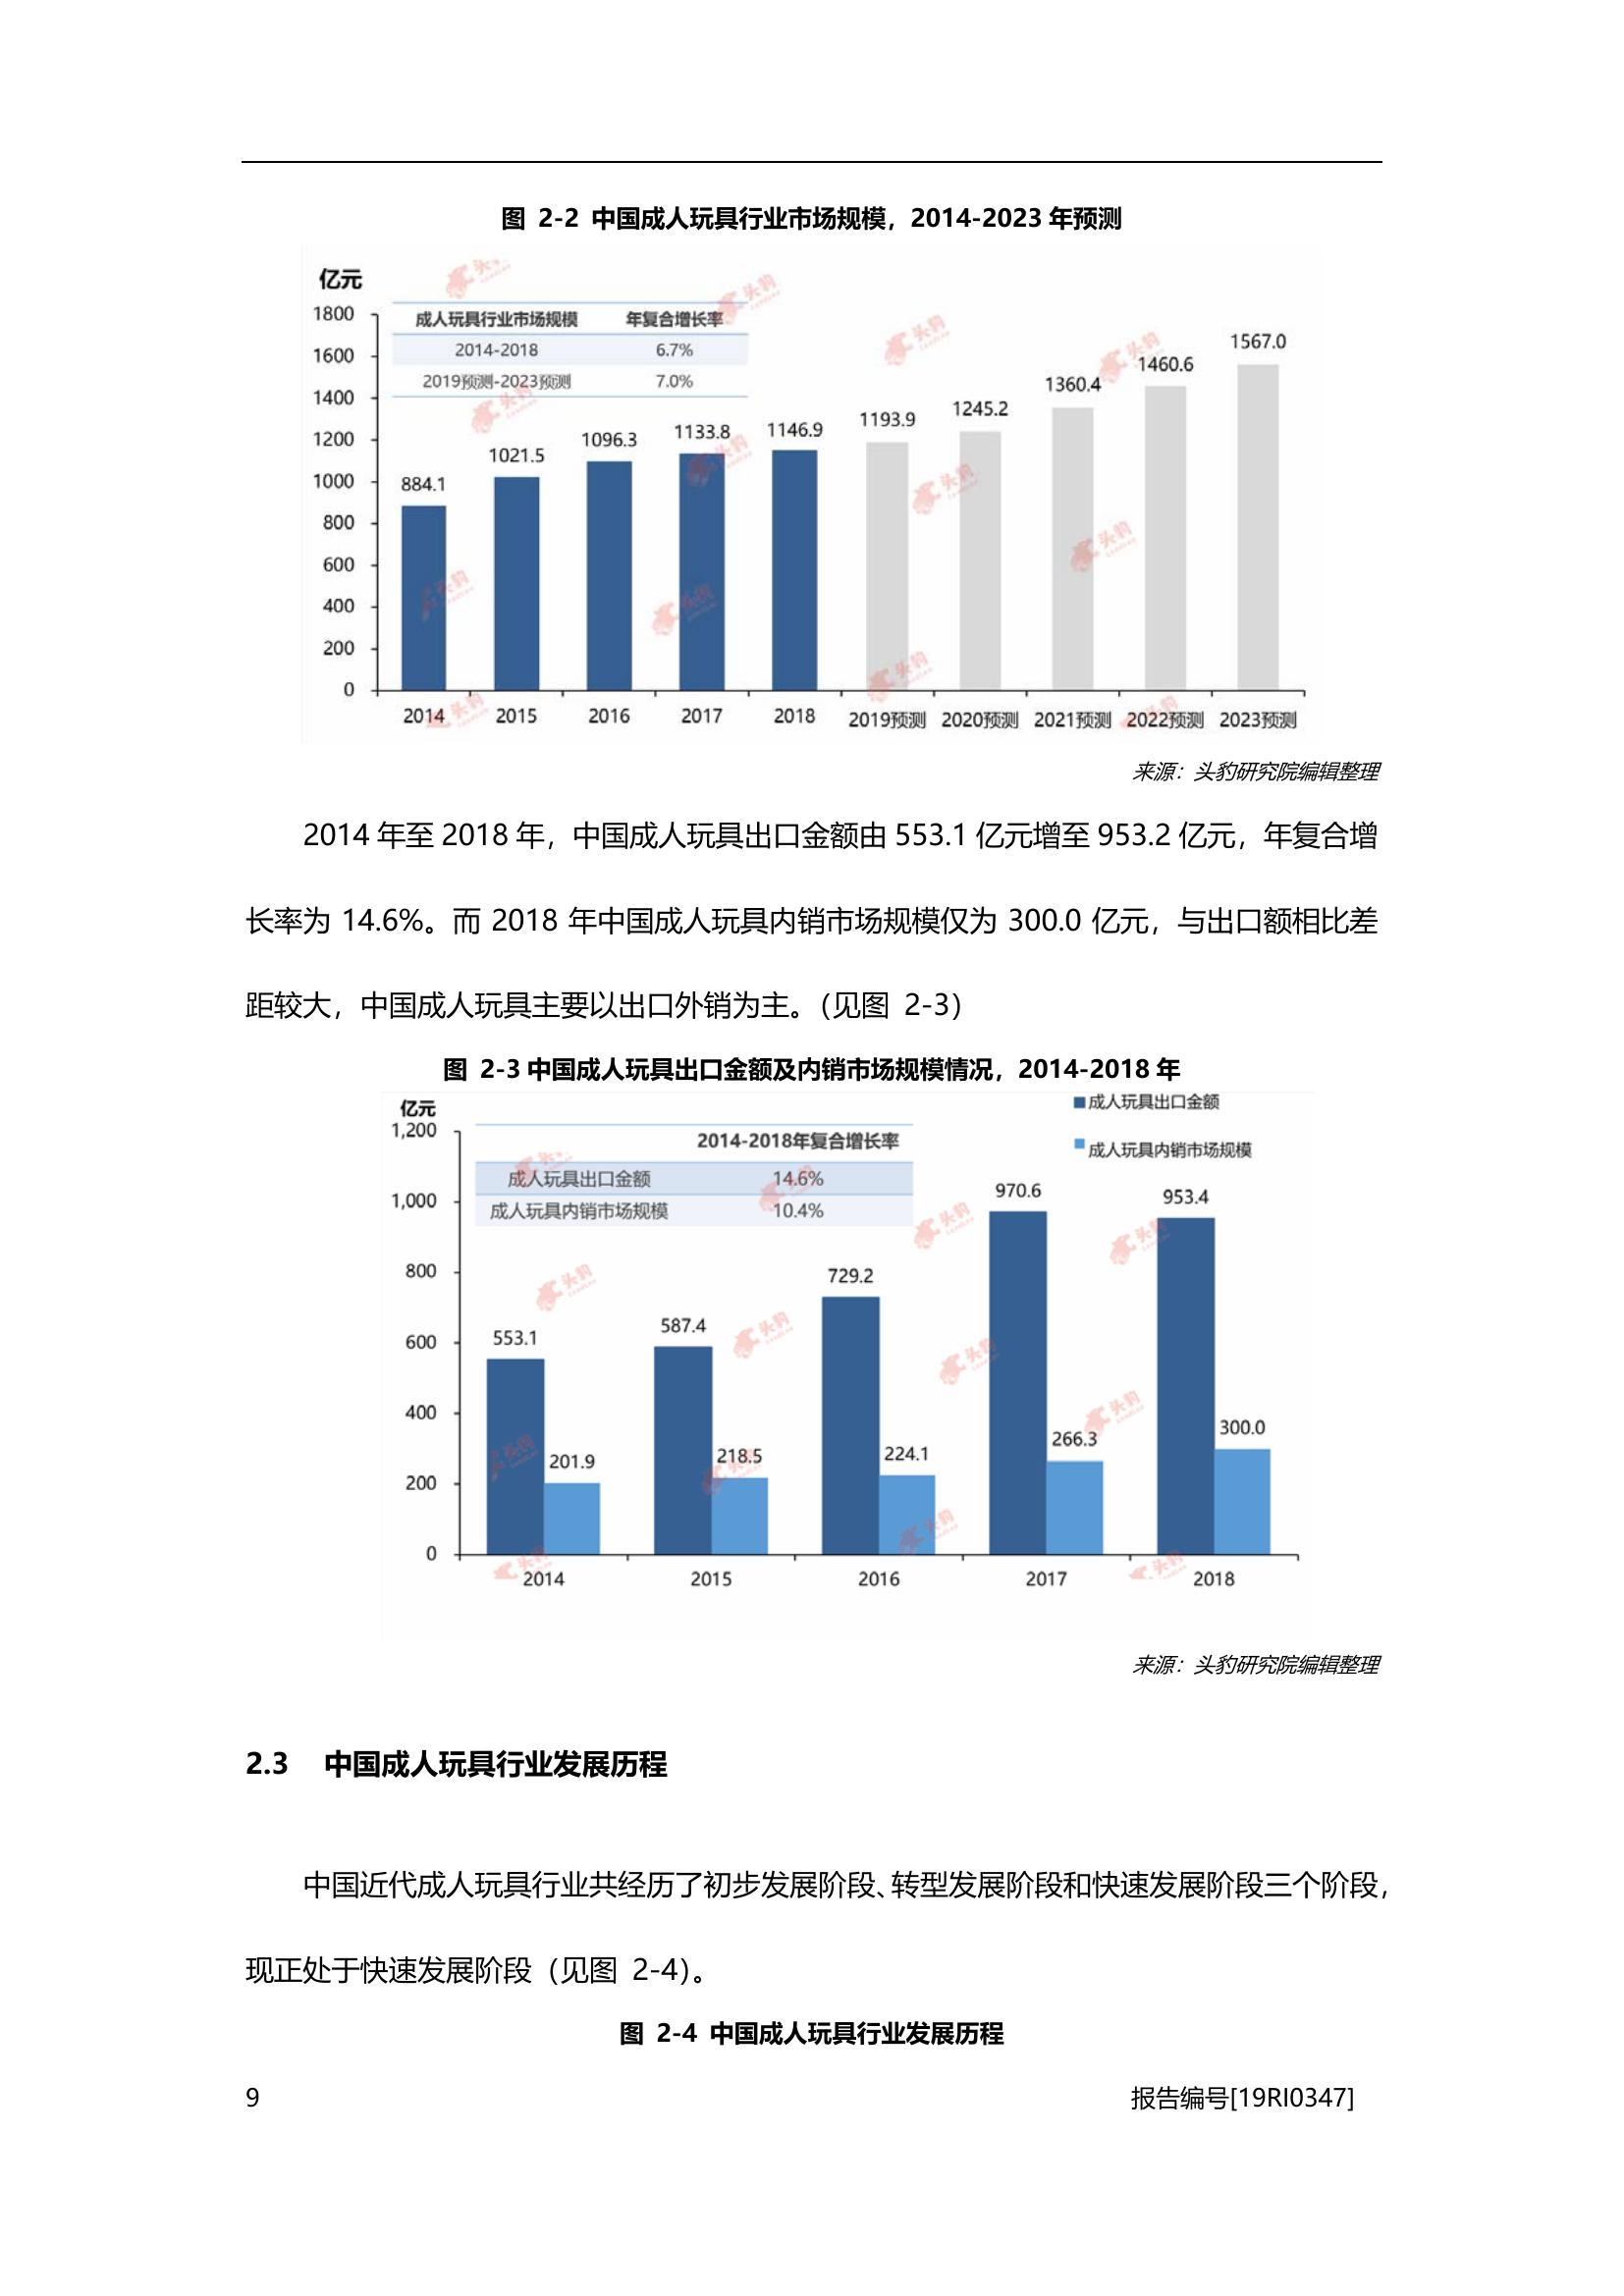 图 2-2 中国成人玩具行业市场规模，2014-2023 年预测
亿元
成人玩具行业市场规模 年复合增长率
2014-2018 6.7%
2019预测-2023预测 7.0%
1800
1600
1400
1200
1000
800
600
400
200
0
884.1
1021.5
1096.3
1133.8
1146.9
1193.9
1245.2
1360.4
1460.6
1567.0
2014 2015 2016 2017 2018 2019预测 2020预测 2021预测 2022预测 2023预测
来源：头豹研究院编辑整理
2014 年至 2018 年，中国成人玩具出口金额由 553.1 亿元增至 953.2 亿元，年复合增
长率为 14.6%。而 2018 年中国成人玩具内销市场规模仅为 300.0 亿元，与出口额相比差
距较大，中国成人玩具主要以出口外销为主。（见图 2-3）
图 2-3 中国成人玩具出口金额及内销市场规模情况，2014-2018 年
亿元
成人玩具出口金额
成人玩具内销市场规模
2014-2018年复合增长率
成人玩具出口金额 14.6%
成人玩具内销市场规模 10.4%
1,200
1,000
800
600
400
200
0
553.1
201.9
587.4
218.5
729.2
224.1
970.6
266.3
953.4
300.0
2014 2015 2016 2017 2018
来源：头豹研究院编辑整理
2.3 中国成人玩具行业发展历程
中国近代成人玩具行业共经历了初步发展阶段、转型发展阶段和快速发展阶段三个阶段，
现正处于快速发展阶段（见图 2-4）。
图 2-4 中国成人玩具行业发展历程
9 报告编号[19RI0347]